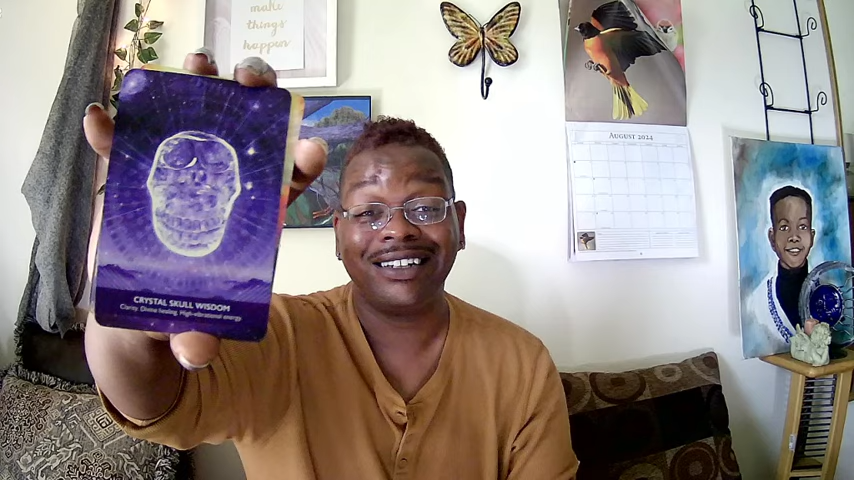 make
things
happen
AUGUST 2024
CRYSTAL SKULL WISDOM
Clarity. Divine healing. High-vibrational energy